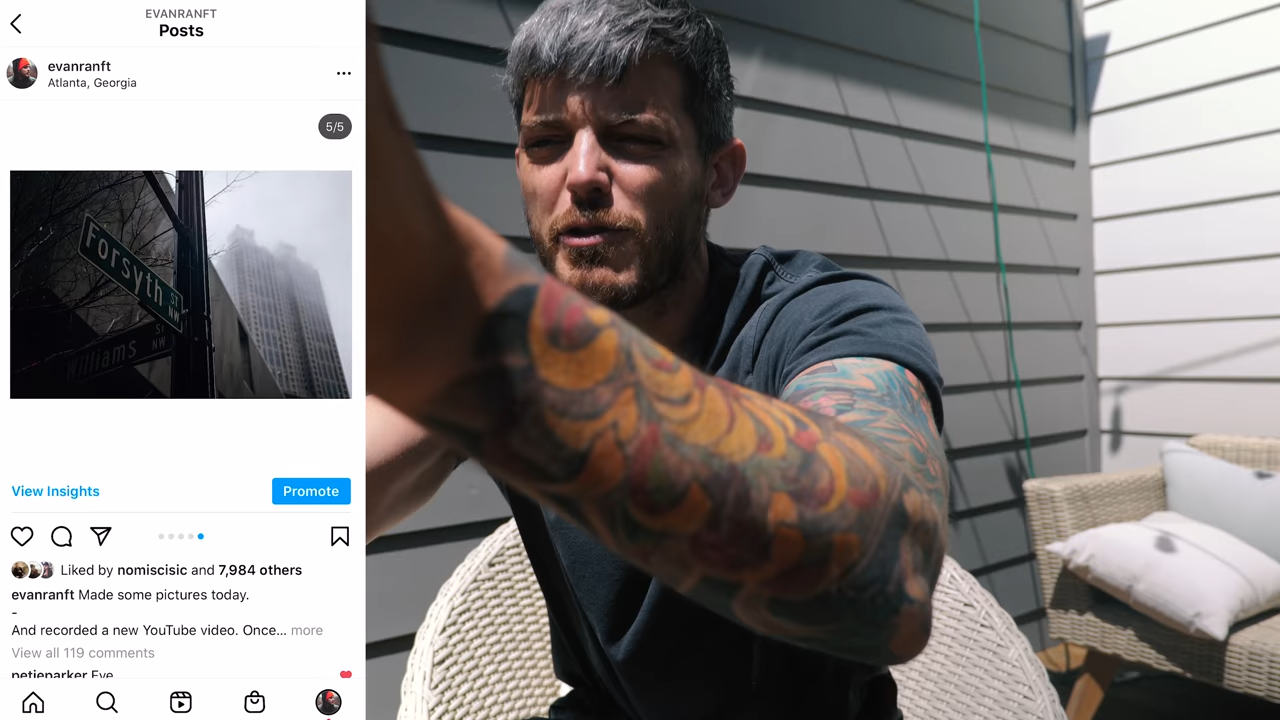 EVANRANFT
Posts
evanranft
Atlanta, Georgia
5/5
Forsyth ST NW
Williams St NW
View Insights
Promote
Liked by nomiscisic and 7,984 others
evanranft Made some pictures today.
-
And recorded a new YouTube video. Once... more
View all 119 comments
petieparker Eye